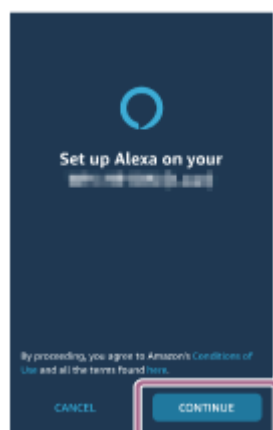 Set up Alexa on your
By proceeding, you agree to Amazon's Conditions of
Use and all the terms found here.
CANCEL
CONTINUE